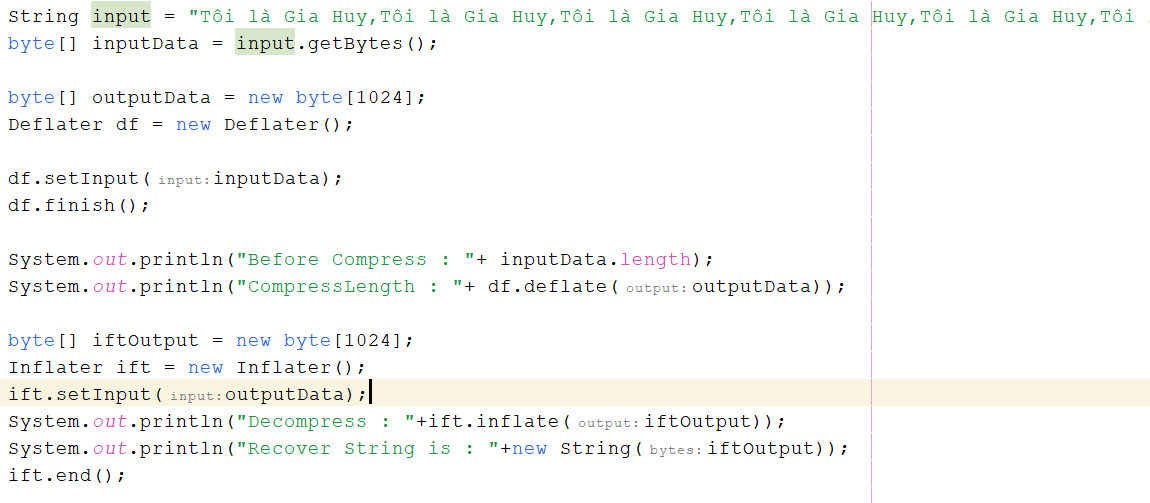 String input = "Tôi là Gia Huy,Tôi là Gia Huy,Tôi là Gia Huy,Tôi là Gia Huy,Tôi là Gia Huy,Tôi
byte[] inputData = input.getBytes();
byte[] outputData = new byte[1024];
Deflater df = new Deflater();
df.setInput( input: inputData);
df.finish();
System.out.println("Before Compress : "+ inputData.length);
System.out.println("CompressLength : "+ df.deflate( output: outputData));
byte[] iftOutput = new byte[1024];
Inflater ift = new Inflater();
ift.setInput( input: outputData);
System.out.println("Decompress : "+ift.inflate( output: iftOutput));
System.out.println("Recover String is : "+new String( bytes: iftOutput));
ift.end();